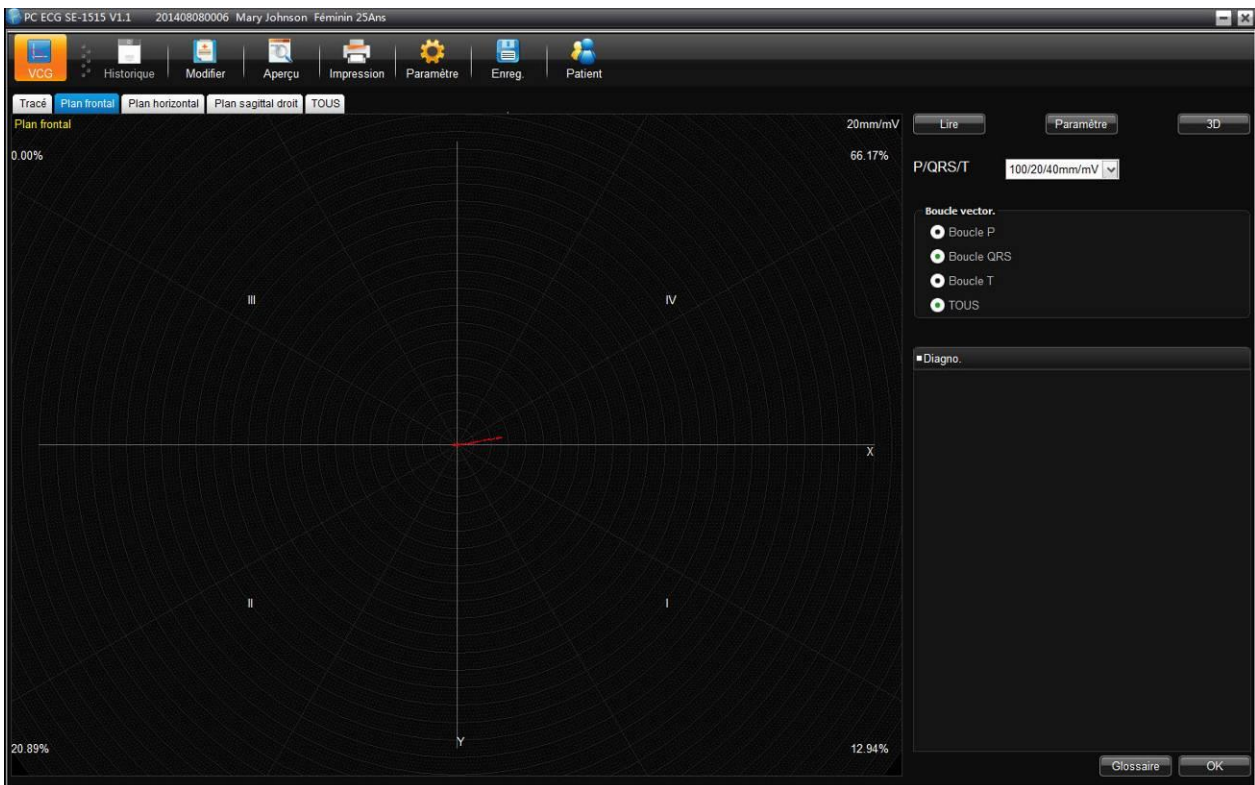 PC ECG SE-1515 V1.1 201408080006 Mary Johnson Féminin 25Ans
VCG Historique Modifier Aperçu Impression Paramètre Enreg. Patient
Tracé Plan frontal Plan horizontal Plan sagittal droit TOUS
Plan frontal 20mm/mV
0.00% 66.17%
III IV
X
II I
Y
20.89% 12.94%
Lire Paramètre 3D
P/QRS/T 100/20/40mm/mV
Boucle vector.
Boucle P
Boucle QRS
Boucle T
TOUS
Diagno.
Glossaire OK